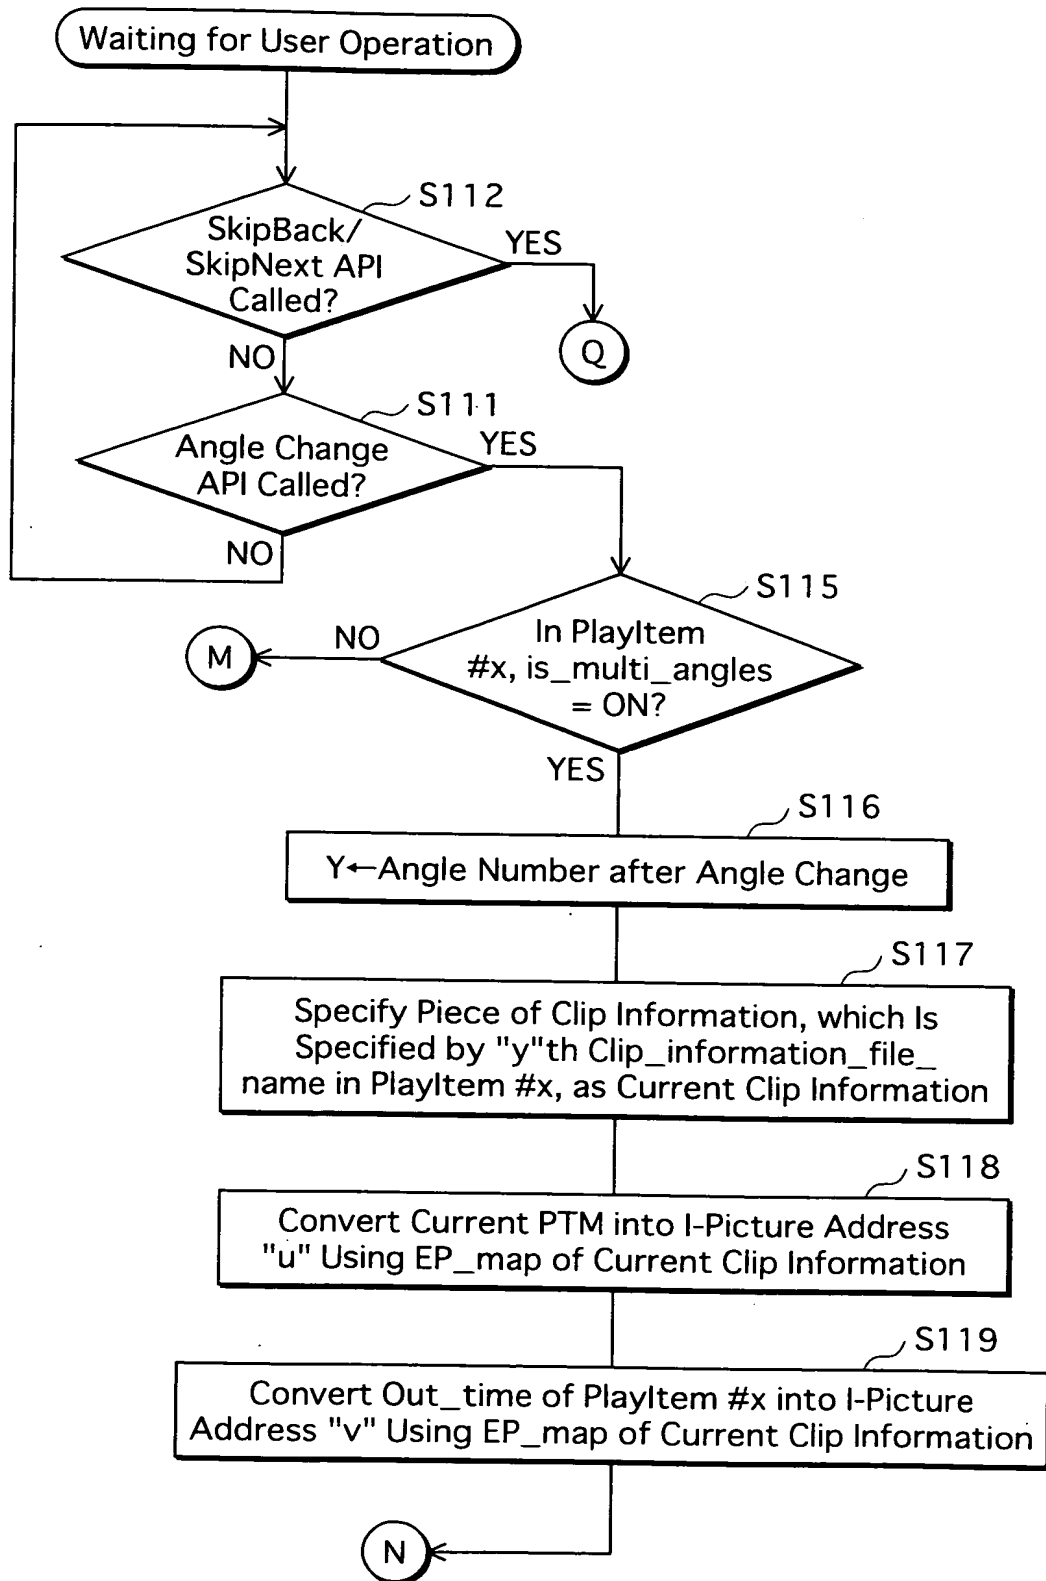 Waiting for User Operation
S112
SkipBack/
SkipNext API
Called?
YES
Q
NO
S111
Angle Change
API Called?
YES
NO
S115
In PlayItem
#x, is_multi_angles
= ON?
NO
M
YES
S116
Y←Angle Number after Angle Change
S117
Specify Piece of Clip Information, which Is
Specified by "y"th Clip_information_file_
name in PlayItem #x, as Current Clip Information
S118
Convert Current PTM into I-Picture Address
"u" Using EP_map of Current Clip Information
S119
Convert Out_time of PlayItem #x into I-Picture
Address "v" Using EP_map of Current Clip Information
N